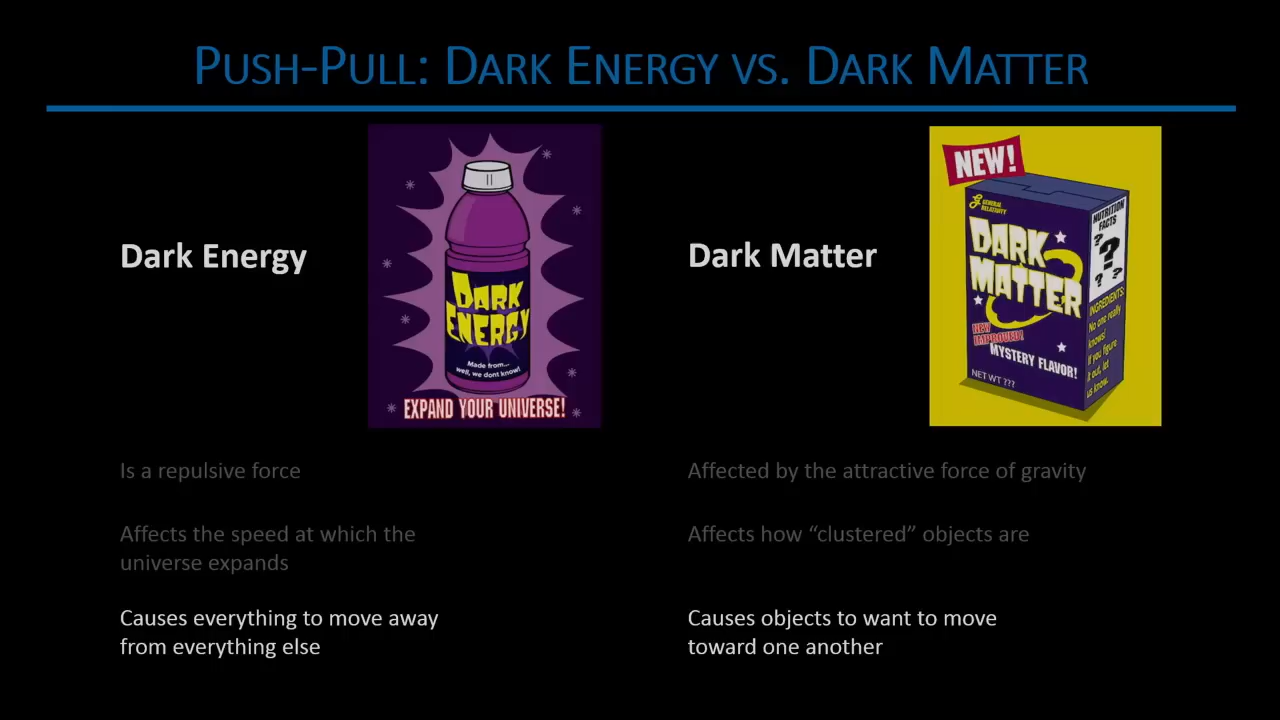 PUSH-PULL: DARK ENERGY VS. DARK MATTER
Dark Energy
DARK
ENERGY
Made from...
well, we dont know!
EXPAND YOUR UNIVERSE!
Dark Matter
NEW!
GENERAL
RELATIVITY
DARK
MATTER
NEW
IMPROVED!
MYSTERY FLAVOR!
NET WT ???
NUTRITION
FACTS
?
?
? ?
INGREDIENTS:
No one really
knows!
If you figure
it out, let
us know.
Is a repulsive force
Affects the speed at which the
universe expands
Causes everything to move away
from everything else
Affected by the attractive force of gravity
Affects how “clustered” objects are
Causes objects to want to move
toward one another